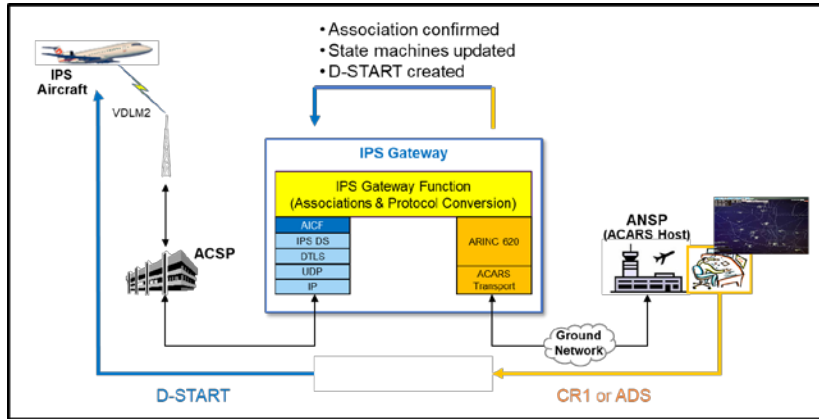 • Association confirmed
• State machines updated
• D-START created
IPS
Aircraft
VDLM2
IPS Gateway
IPS Gateway Function
(Associations & Protocol Conversion)
AICF
IPS DS
DTLS
UDP
IP
ARINC 620
ACARS
Transport
ACSP
ANSP
(ACARS Host)
Ground
Network
D-START
CR1 or ADS